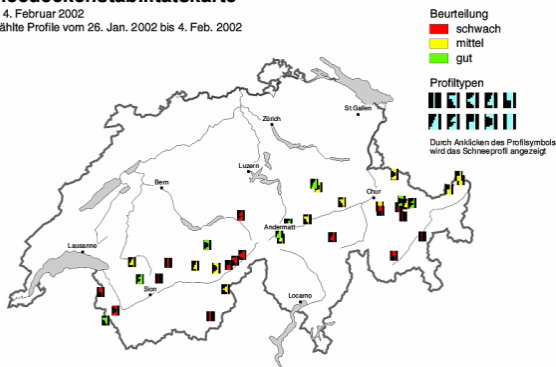 4. Februar 2002
Profile vom 26. Jan. 2002 bis 4. Feb. 2002
Beurteilung
schwach
mittel
gut
Profiltypen
Durch Anklicken des Profilsymbols
wird das Schneeprofil angezeigt
St.Gallen
Zürich
Luzern
Bern
Chur
Andermatt
Lausanne
Sion
Locarno